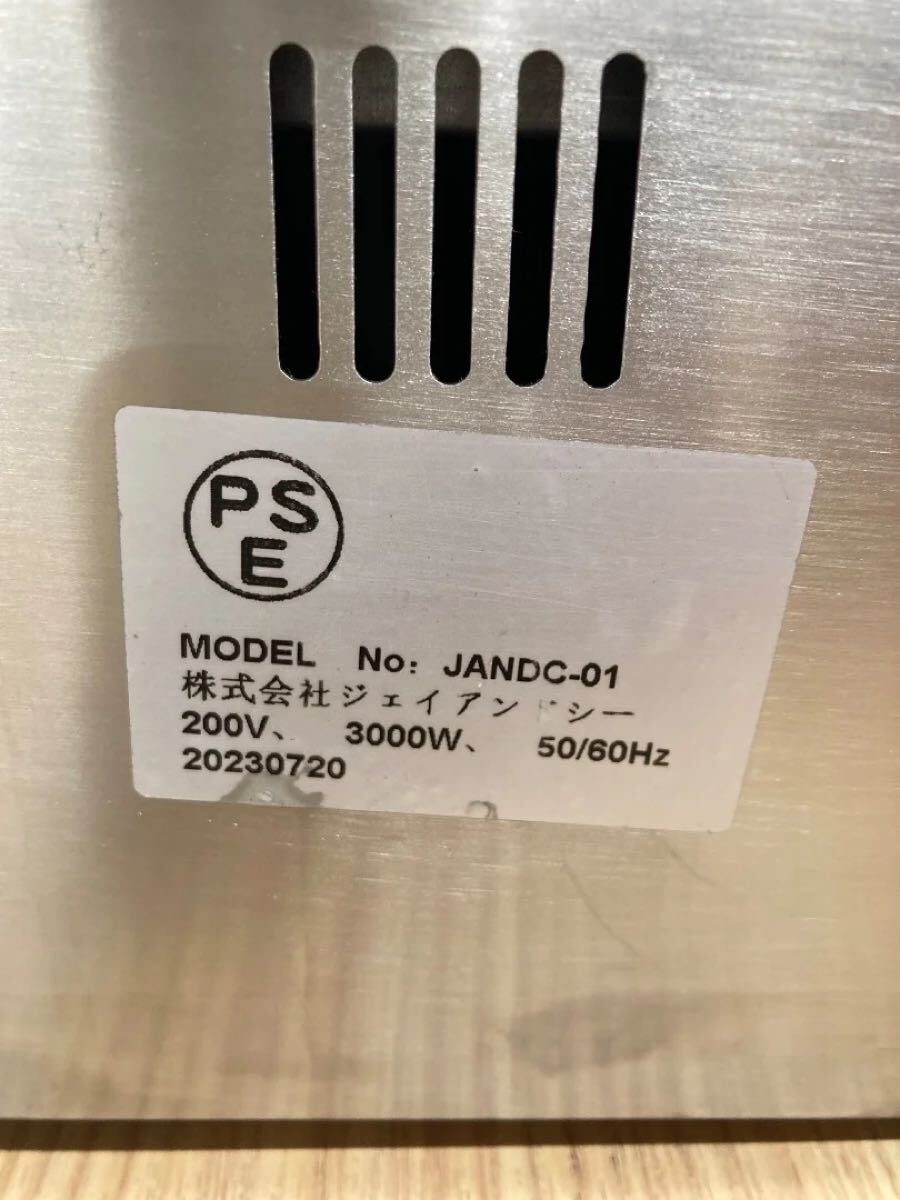 PS
E
MODEL No: JANDC-01
株式会社ジェイアンドシー
200V、 3000W、 50/60Hz
20230720